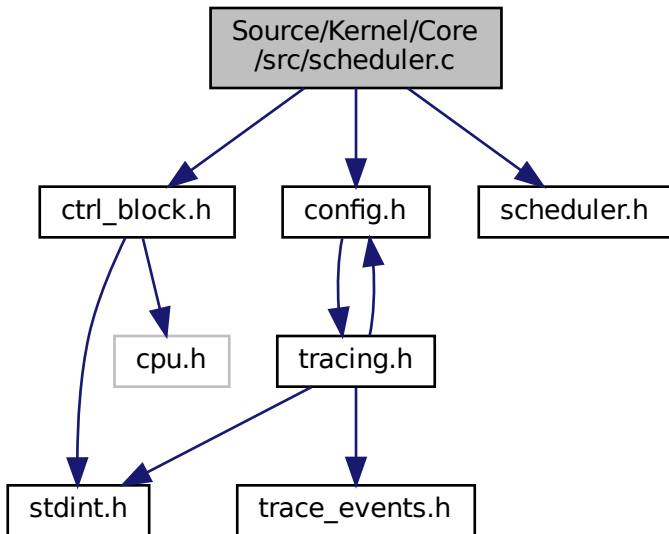 Source/Kernel/Core
/src/scheduler.c
ctrl_block.h
config.h
scheduler.h
cpu.h
tracing.h
stdint.h
trace_events.h